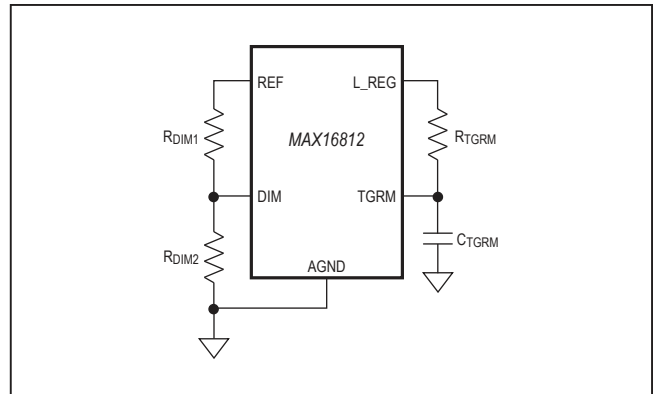 REF
L_REG
RDIM1
MAX16812
RTGRM
DIM
TGRM
RDIM2
CTGRM
AGND